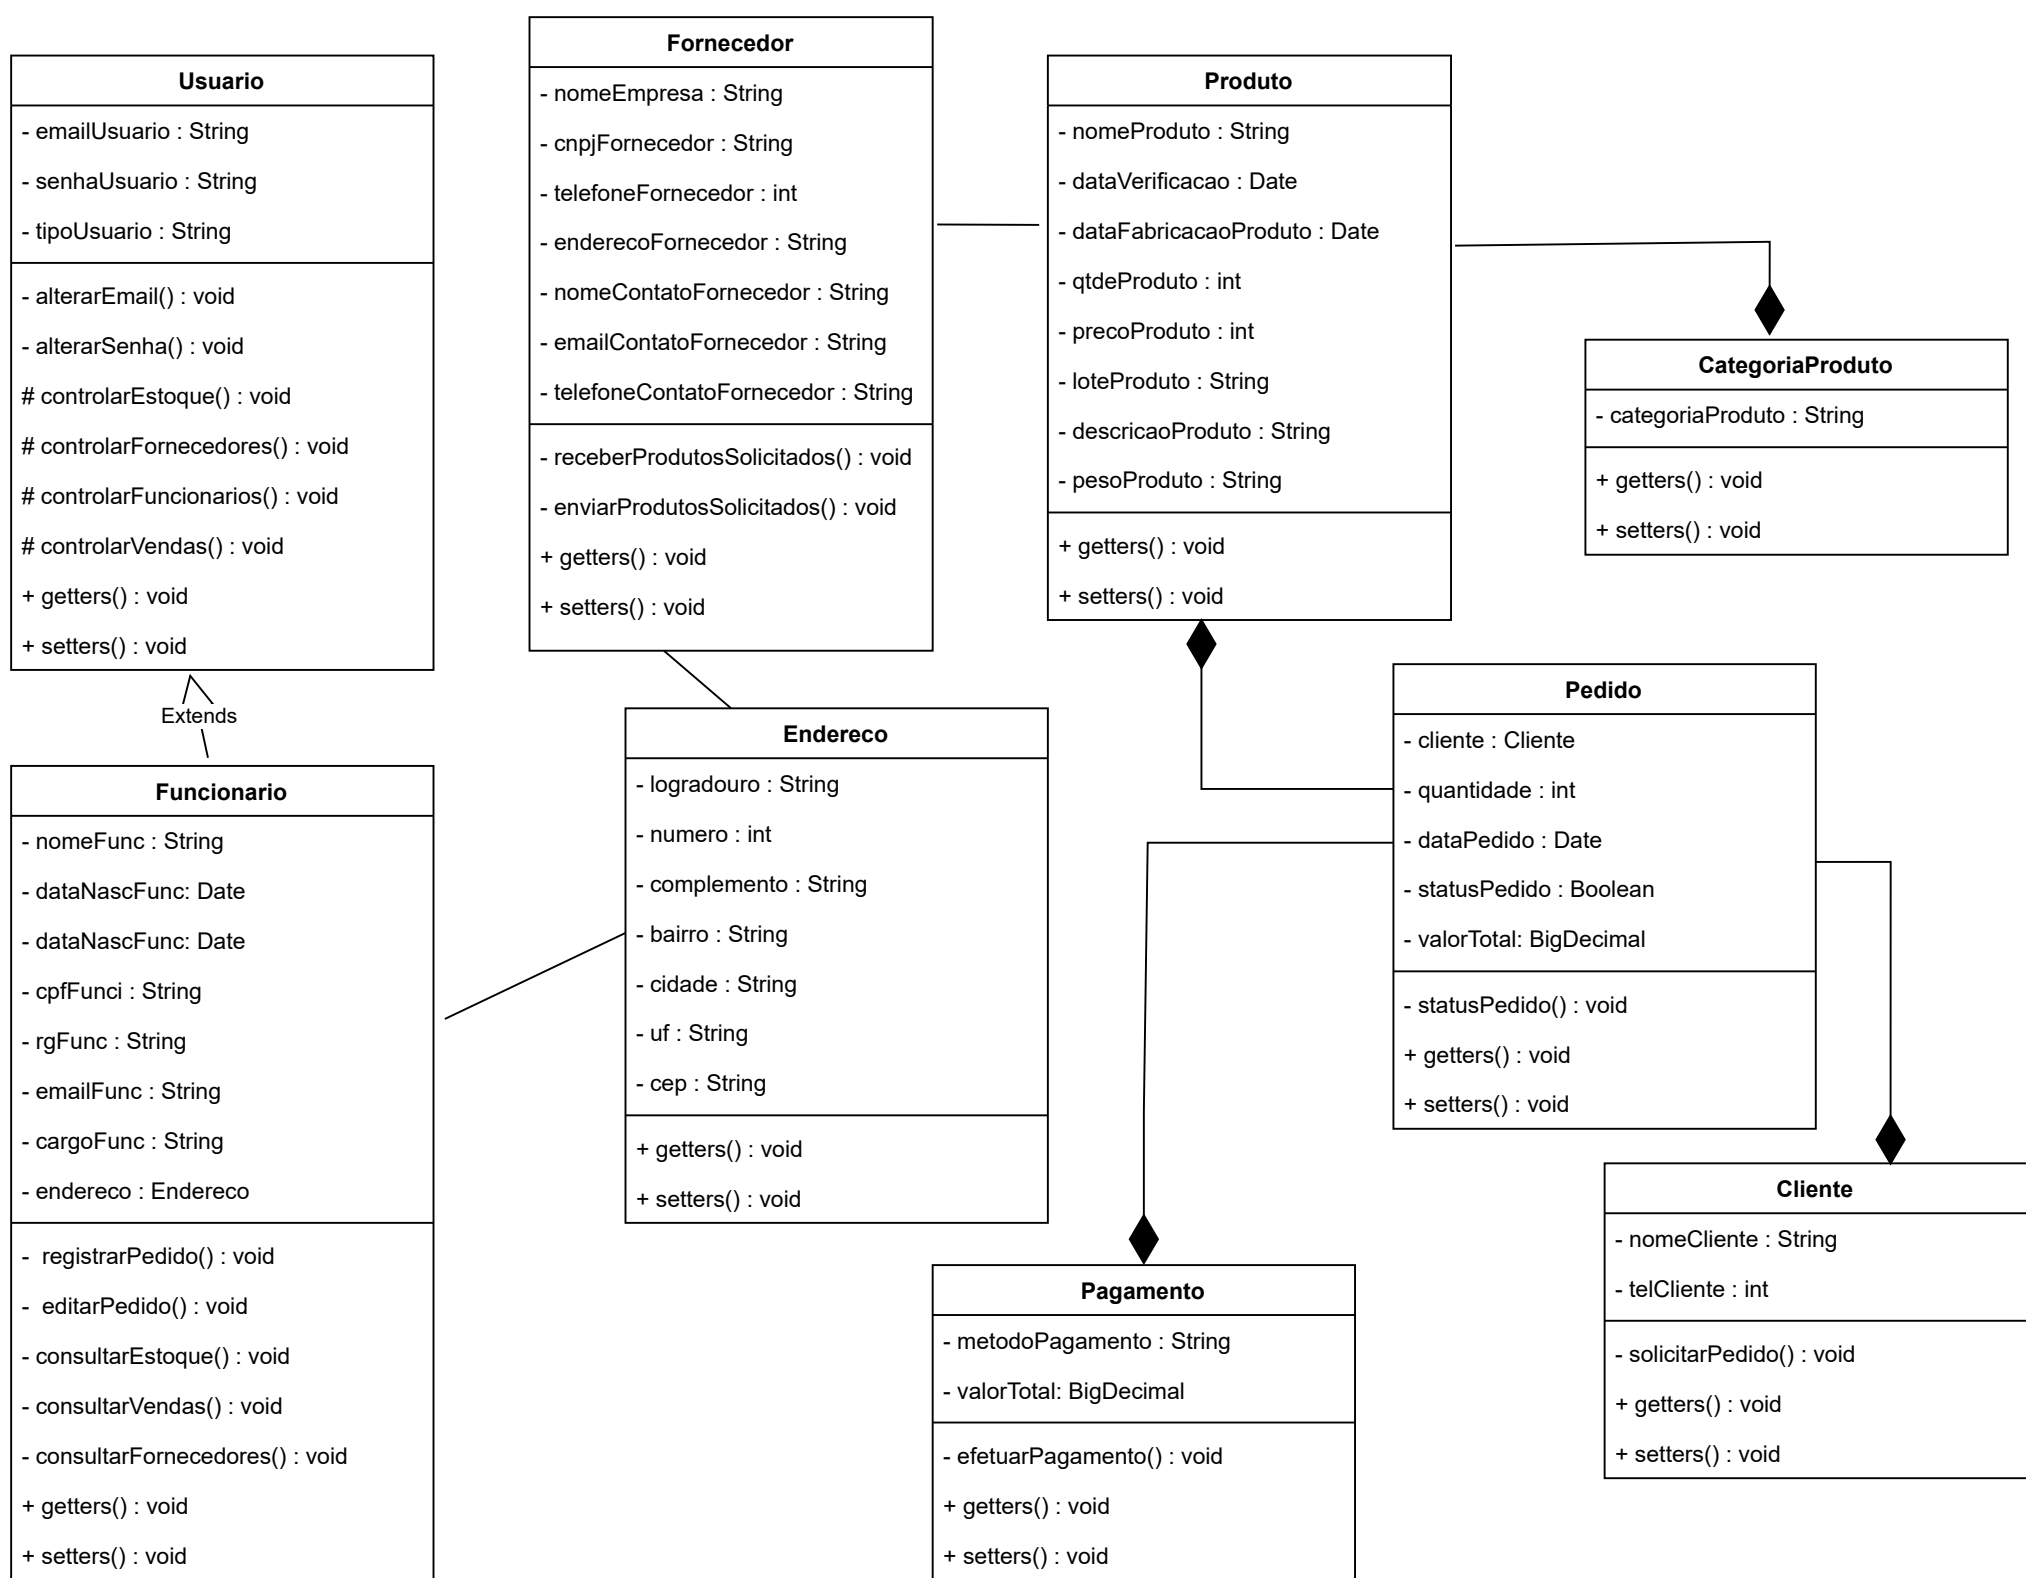 Usuario
- emailUsuario : String
- senhaUsuario : String
- tipoUsuario : String
- alterarEmail() : void
- alterarSenha() : void
# controlarEstoque() : void
# controlarFornecedores() : void
# controlarFuncionarios() : void
# controlarVendas() : void
+ getters() : void
+ setters() : void
Extends
Funcionario
- nomeFunc : String
- dataNascFunc: Date
- dataNascFunc: Date
- cpfFunci : String
- rgFunc : String
- emailFunc : String
- cargoFunc : String
- endereco : Endereco
-  registrarPedido() : void
-  editarPedido() : void
- consultarEstoque() : void
- consultarVendas() : void
- consultarFornecedores() : void
+ getters() : void
+ setters() : void
Fornecedor
- nomeEmpresa : String
- cnpjFornecedor : String
- telefoneFornecedor : int
- enderecoFornecedor : String
- nomeContatoFornecedor : String
- emailContatoFornecedor : String
- telefoneContatoFornecedor : String
- receberProdutosSolicitados() : void
- enviarProdutosSolicitados() : void
+ getters() : void
+ setters() : void
Endereco
- logradouro : String
- numero : int
- complemento : String
- bairro : String
- cidade : String
- uf : String
- cep : String
+ getters() : void
+ setters() : void
Produto
- nomeProduto : String
- dataVerificacao : Date
- dataFabricacaoProduto : Date
- qtdeProduto : int
- precoProduto : int
- loteProduto : String
- descricaoProduto : String
- pesoProduto : String
+ getters() : void
+ setters() : void
CategoriaProduto
- categoriaProduto : String
+ getters() : void
+ setters() : void
Pedido
- cliente : Cliente
- quantidade : int
- dataPedido : Date
- statusPedido : Boolean
- valorTotal: BigDecimal
- statusPedido() : void
+ getters() : void
+ setters() : void
Pagamento
- metodoPagamento : String
- valorTotal: BigDecimal
- efetuarPagamento() : void
+ getters() : void
+ setters() : void
Cliente
- nomeCliente : String
- telCliente : int
- solicitarPedido() : void
+ getters() : void
+ setters() : void